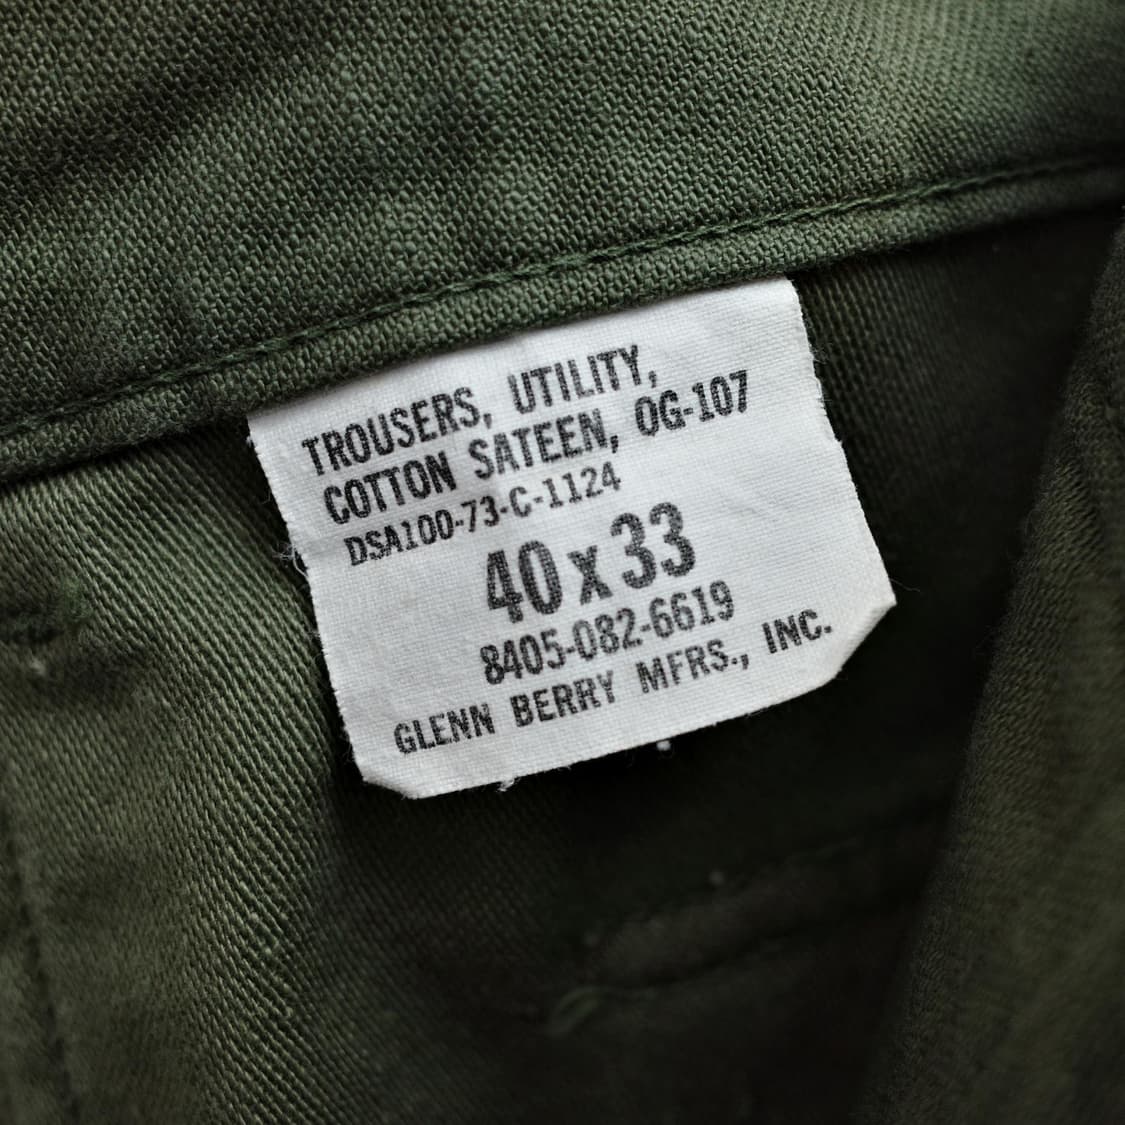 TROUSERS, UTILITY,
COTTON SATEEN, OG-107
DSA100-73-C-1124
40 x 33
8405-082-6619
GLENN BERRY MFRS., INC.